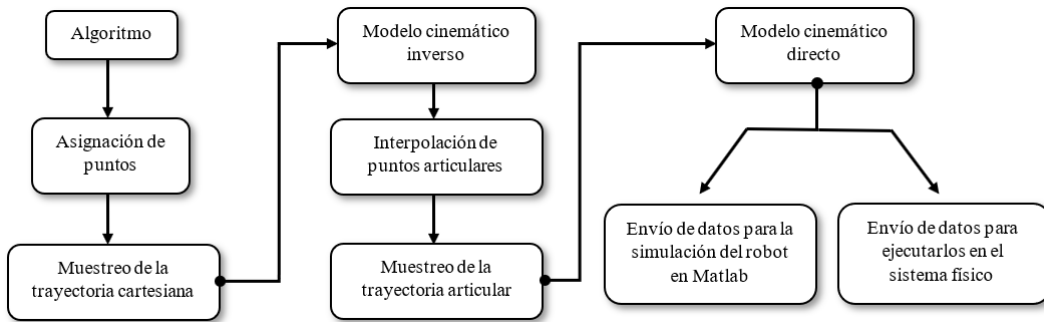 Algoritmo
Asignación de
puntos
Muestreo de la
trayectoria cartesiana
Modelo cinemático
inverso
Interpolación de
puntos articulares
Muestreo de la
trayectoria articular
Modelo cinemático
directo
Envío de datos para la
simulación del robot
en Matlab
Envío de datos para
ejecutarlos en el
sistema físico